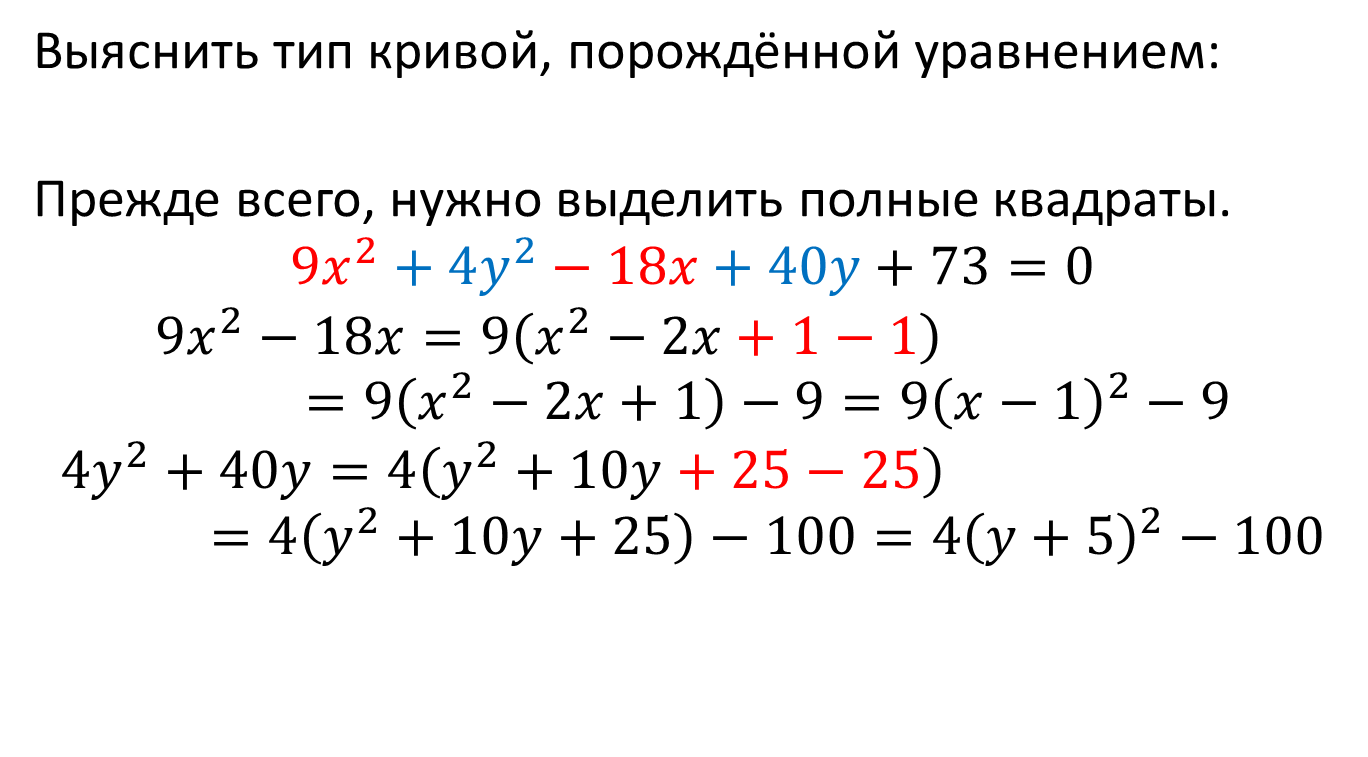 Выяснить тип кривой, порождённой уравнением:
Прежде всего, нужно выделить полные квадраты.
9x² + 4y² − 18x + 40y + 73 = 0
9x² − 18x = 9(x² − 2x + 1 − 1)
= 9(x² − 2x + 1) − 9 = 9(x − 1)² − 9
4y² + 40y = 4(y² + 10y + 25 − 25)
= 4(y² + 10y + 25) − 100 = 4(y + 5)² − 100